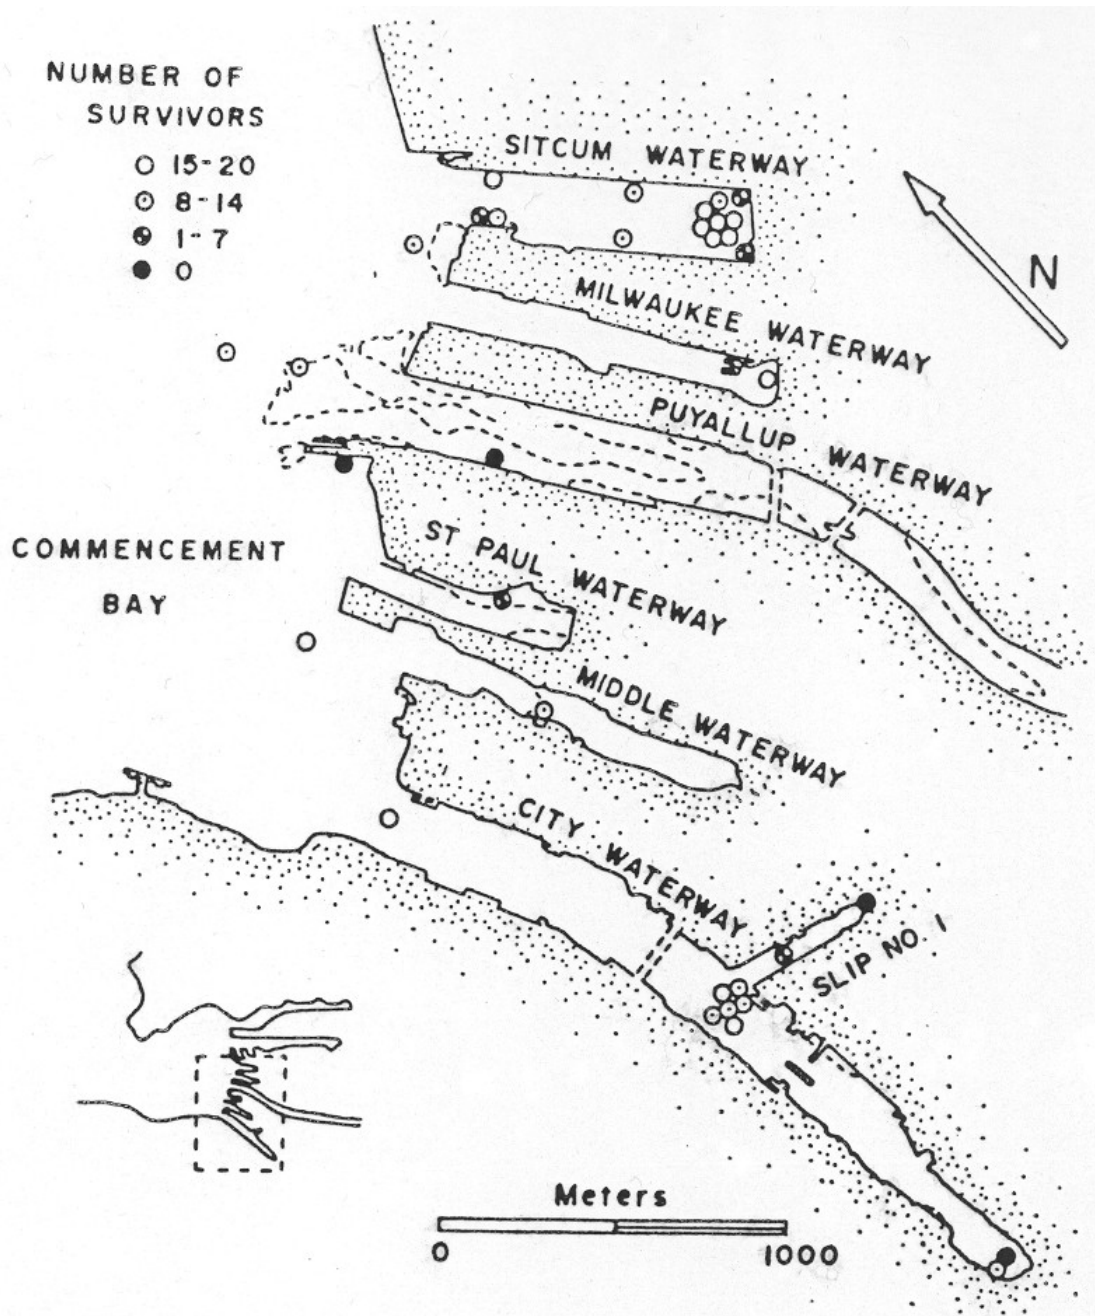 NUMBER OF
SURVIVORS
15-20
8-14
1-7
0
SITCUM WATERWAY
N
MILWAUKEE WATERWAY
PUYALLUP WATERWAY
COMMENCEMENT
BAY
ST PAUL WATERWAY
MIDDLE WATERWAY
CITY WATERWAY
SLIP NO. 1
Meters
0 1000